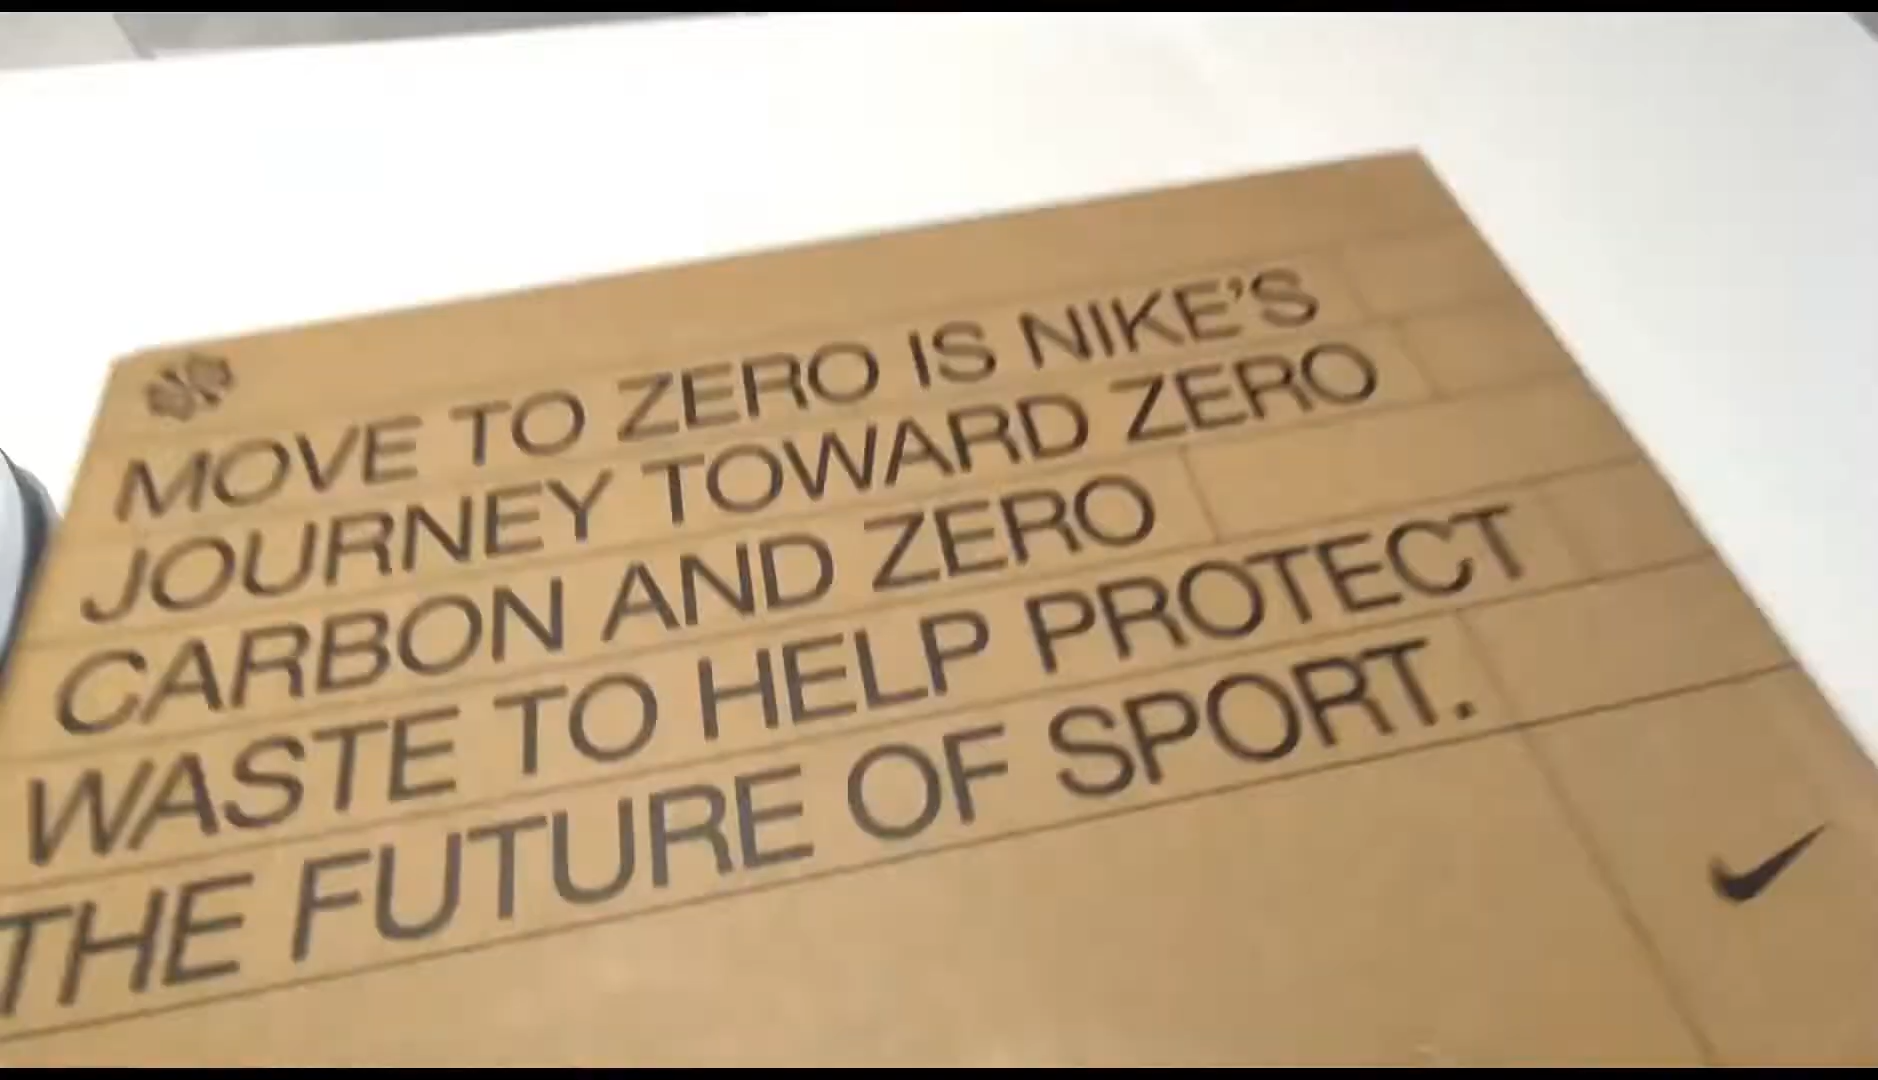 MOVE TO ZERO IS NIKE'S
JOURNEY TOWARD ZERO
CARBON AND ZERO
WASTE TO HELP PROTECT
THE FUTURE OF SPORT.